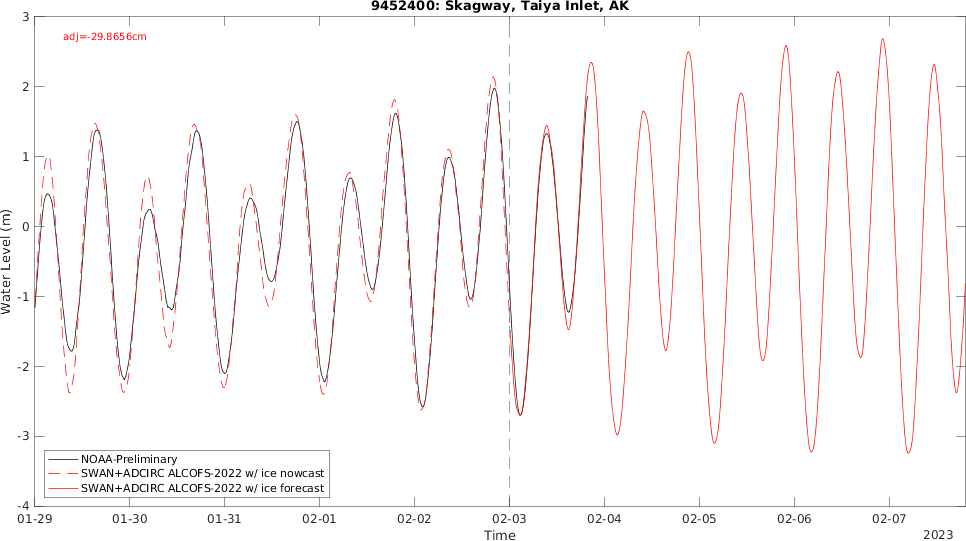 9452400: Skagway, Taiya Inlet, AK
adj=-29.8656cm
3
2
1
0
-1
-2
-3
-4
Water Level (m)
NOAA-Preliminary
SWAN+ADCIRC ALCOFS-2022 w/ ice nowcast
SWAN+ADCIRC ALCOFS-2022 w/ ice forecast
01-29 01-30 01-31 02-01 02-02 02-03 02-04 02-05 02-06 02-07
Time
2023